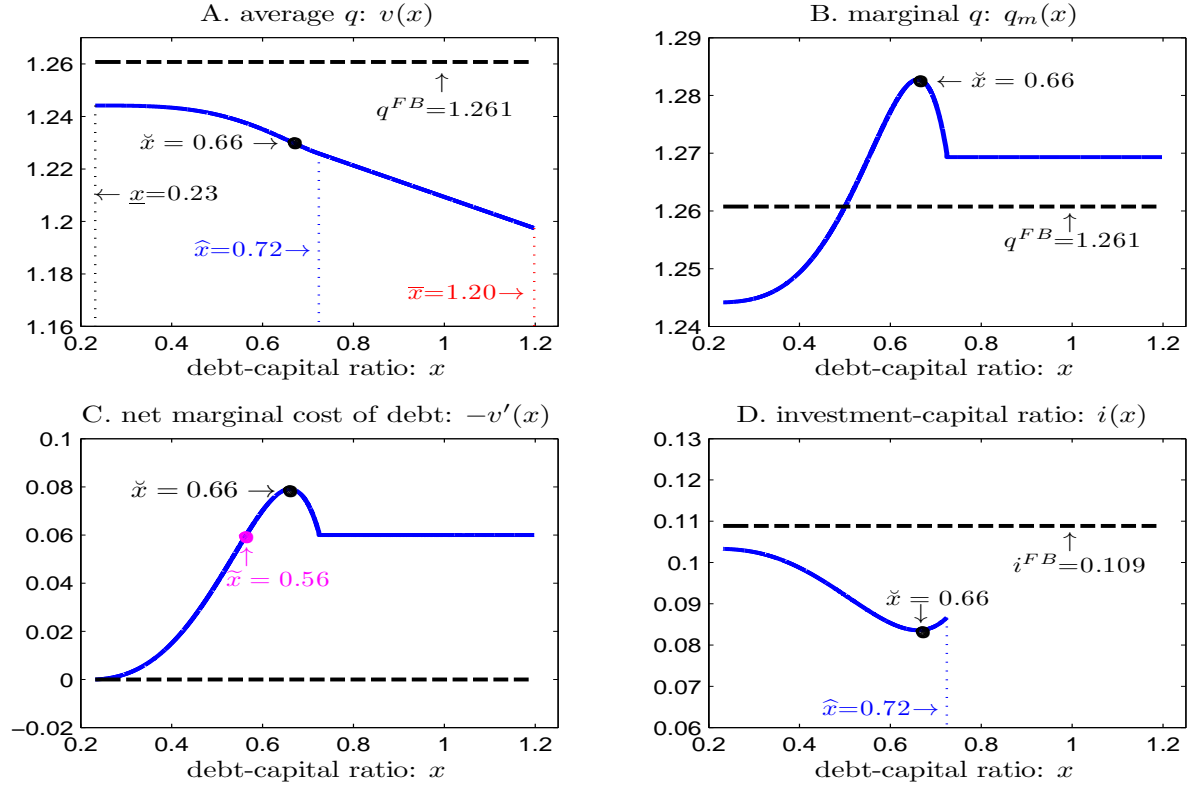 A. average q: v(x)
1.26
1.24
1.22
1.2
1.18
1.16
q^{FB}=1.261
x̆ = 0.66 →
← x̲=0.23
x̂=0.72→
x̅=1.20→
0.2 0.4 0.6 0.8 1 1.2
debt-capital ratio: x
B. marginal q: q_m(x)
1.29
1.28
1.27
1.26
1.25
1.24
← x̆ = 0.66
q^{FB}=1.261
0.2 0.4 0.6 0.8 1 1.2
debt-capital ratio: x
C. net marginal cost of debt: −v′(x)
0.1
0.08
0.06
0.04
0.02
0
−0.02
x̆ = 0.66 →
x̃ = 0.56
0.2 0.4 0.6 0.8 1 1.2
debt-capital ratio: x
D. investment-capital ratio: i(x)
0.13
0.12
0.11
0.1
0.09
0.08
0.07
0.06
i^{FB}=0.109
x̆ = 0.66
x̂=0.72→
0.2 0.4 0.6 0.8 1 1.2
debt-capital ratio: x